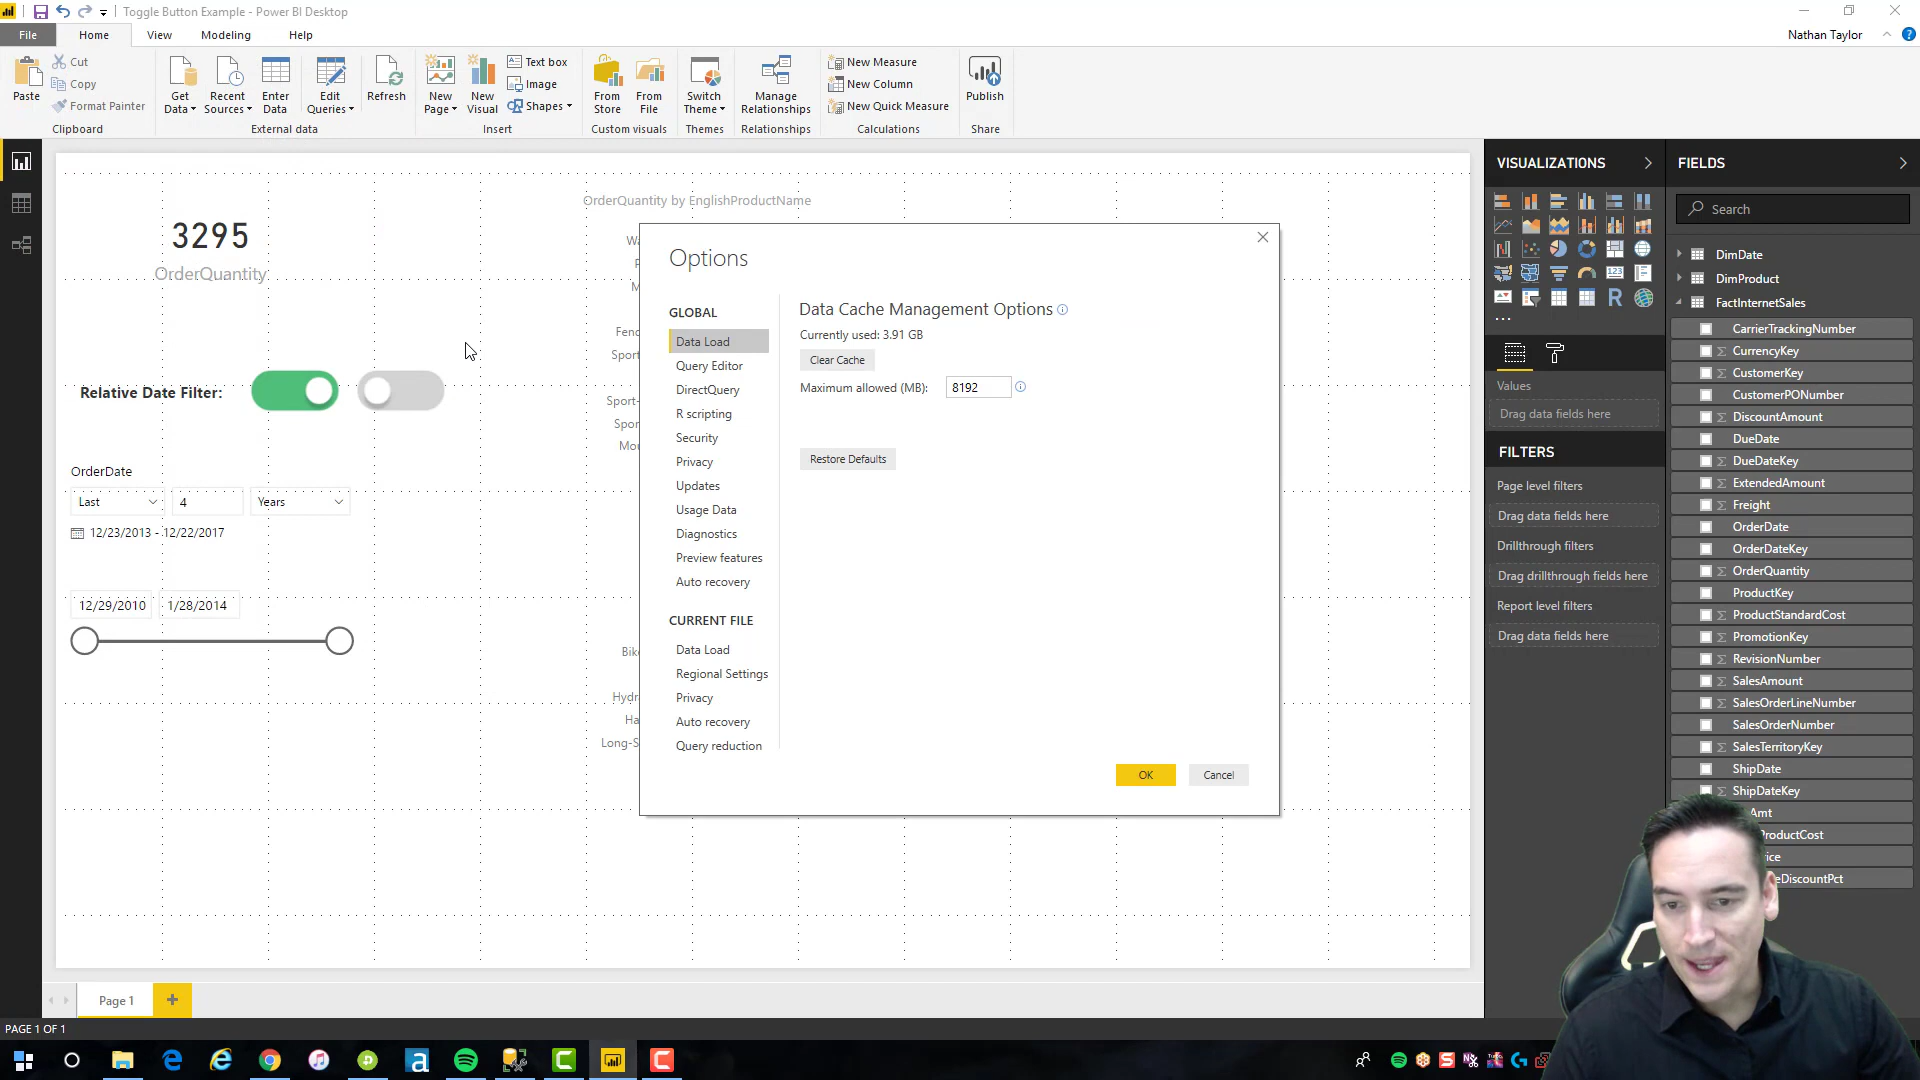 Toggle Button Example - Power BI Desktop
File
Home
View
Modeling
Help
Nathan Taylor
Paste
Cut
Copy
Format Painter
Clipboard
Get Data
Recent Sources
Enter Data
Edit Queries
Refresh
External data
New Page
New Visual
Text box
Image
Shapes
Insert
From Store
From File
Custom visuals
Switch Theme
Themes
Manage Relationships
Relationships
New Measure
New Column
New Quick Measure
Calculations
Publish
Share
3295
OrderQuantity
Relative Date Filter:
OrderDate
Last
4
Years
12/23/2013 - 12/22/2017
12/29/2010
1/28/2014
OrderQuantity by EnglishProductName
Options
GLOBAL
Data Load
Query Editor
DirectQuery
R scripting
Security
Privacy
Updates
Usage Data
Diagnostics
Preview features
Auto recovery
CURRENT FILE
Data Load
Regional Settings
Privacy
Auto recovery
Query reduction
Data Cache Management Options
Currently used: 3.91 GB
Clear Cache
Maximum allowed (MB):
8192
Restore Defaults
OK
Cancel
VISUALIZATIONS
Values
Drag data fields here
FILTERS
Page level filters
Drag data fields here
Drillthrough filters
Drag drillthrough fields here
Report level filters
Drag data fields here
FIELDS
Search
DimDate
DimProduct
FactInternetSales
CarrierTrackingNumber
CurrencyKey
CustomerKey
CustomerPONumber
DiscountAmount
DueDate
DueDateKey
ExtendedAmount
Freight
OrderDate
OrderDateKey
OrderQuantity
ProductKey
ProductStandardCost
PromotionKey
RevisionNumber
SalesAmount
SalesOrderLineNumber
SalesOrderNumber
SalesTerritoryKey
ShipDate
ShipDateKey
Amt
ProductCost
ice
eDiscountPct
Page 1
PAGE 1 OF 1